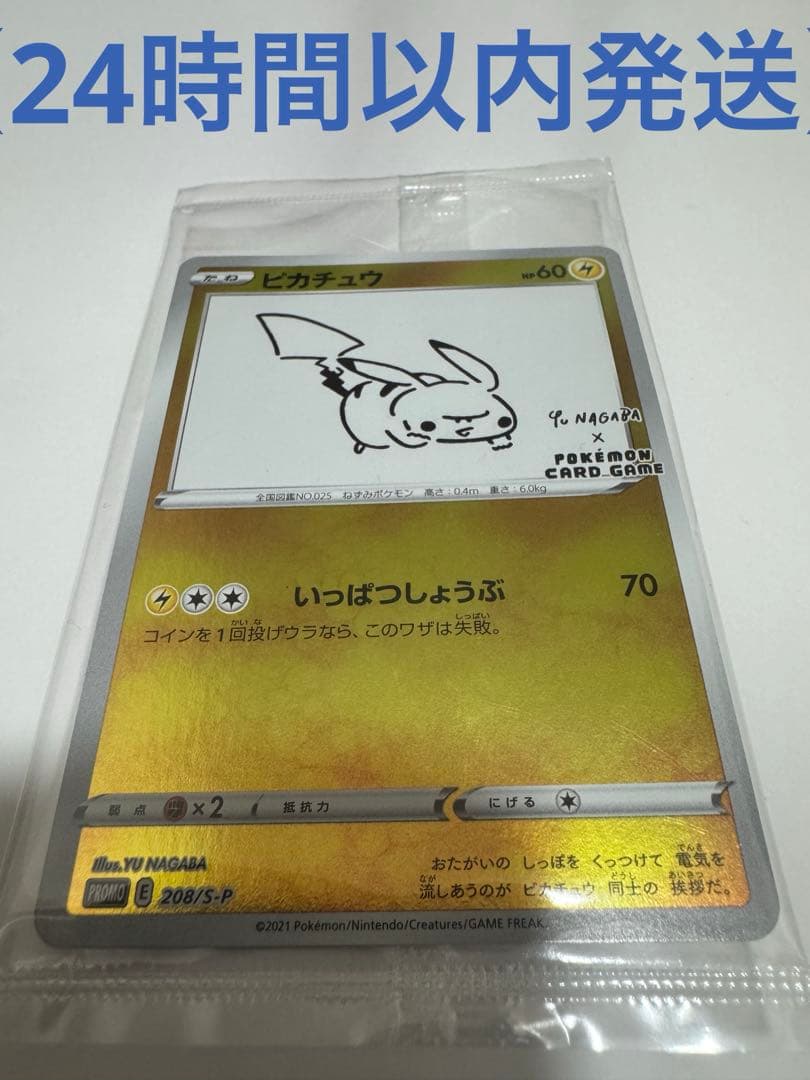 【24時間以内発送】
たね ピカチュウ HP60
Yu NAGABA
×
POKÉMON
CARD GAME
全国図鑑NO.025 ねずみポケモン 高さ:0.4m 重さ:6.0kg
いっぱつしょうぶ 70
コインを1回投げウラなら、このワザは失敗。
弱点 ×2 抵抗力 にげる
Illus.YU NAGABA
おたがいの しっぽを くっつけて 電気を
PROMO E 208/S-P
流しあうのが ピカチュウ 同士の 挨拶だ。
©2021 Pokémon/Nintendo/Creatures/GAME FREAK.